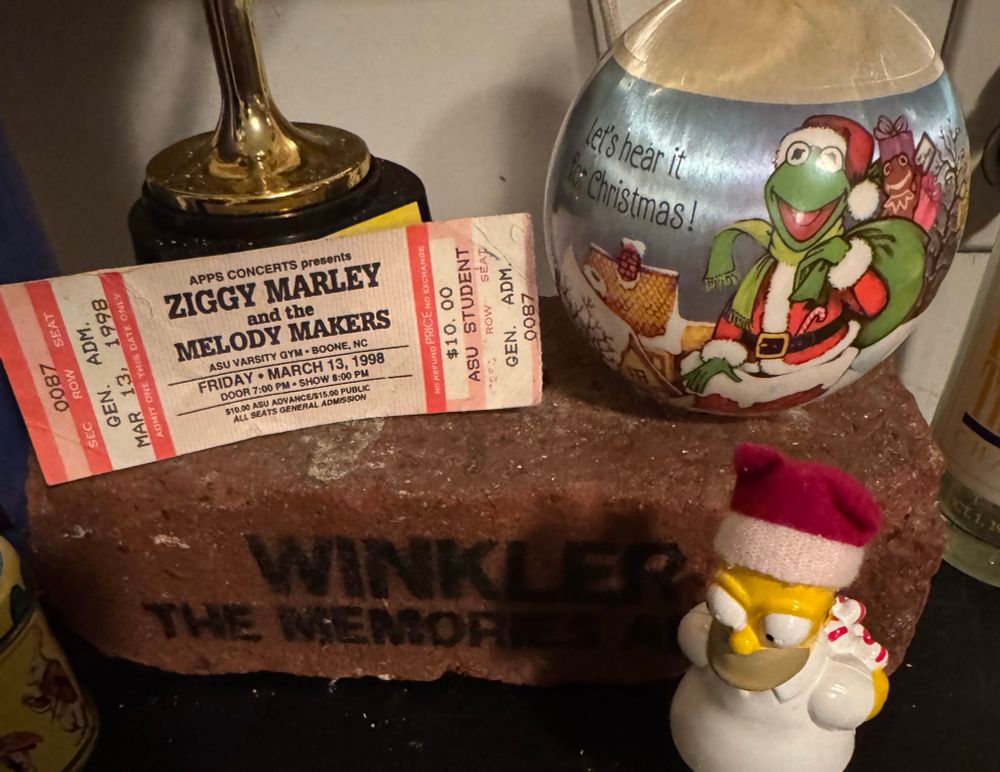 0087
SEC ROW SEAT
GEN. ADM.
MAR 13, 1998
ADMIT ONE THIS DATE ONLY
APPS CONCERTS presents
ZIGGY MARLEY
and the
MELODY MAKERS
ASU VARSITY GYM • BOONE, NC
FRIDAY • MARCH 13, 1998
DOOR 7:00 PM • SHOW 8:00 PM
$10.00 ASU ADVANCE/$15.00 PUBLIC
ALL SEATS GENERAL ADMISSION
NO REFUND PRICE NO EXCHANGE
$10.00
ASU STUDENT
SEC. ROW SEAT
GEN. ADM.
0087
Let's hear it
for Christmas!
WINKLER
THE MEMORIES